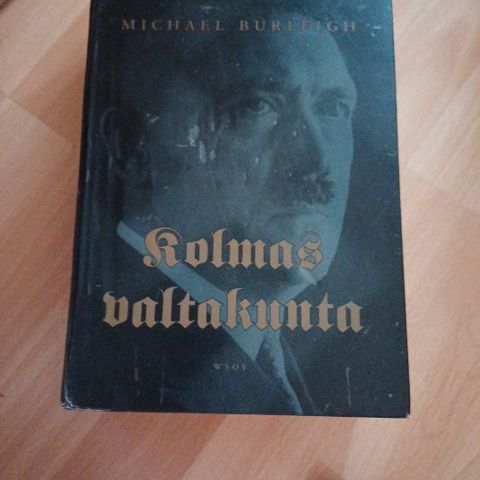 MICHAEL BURLEIGH
Kolmas
valtakunta
WSOY